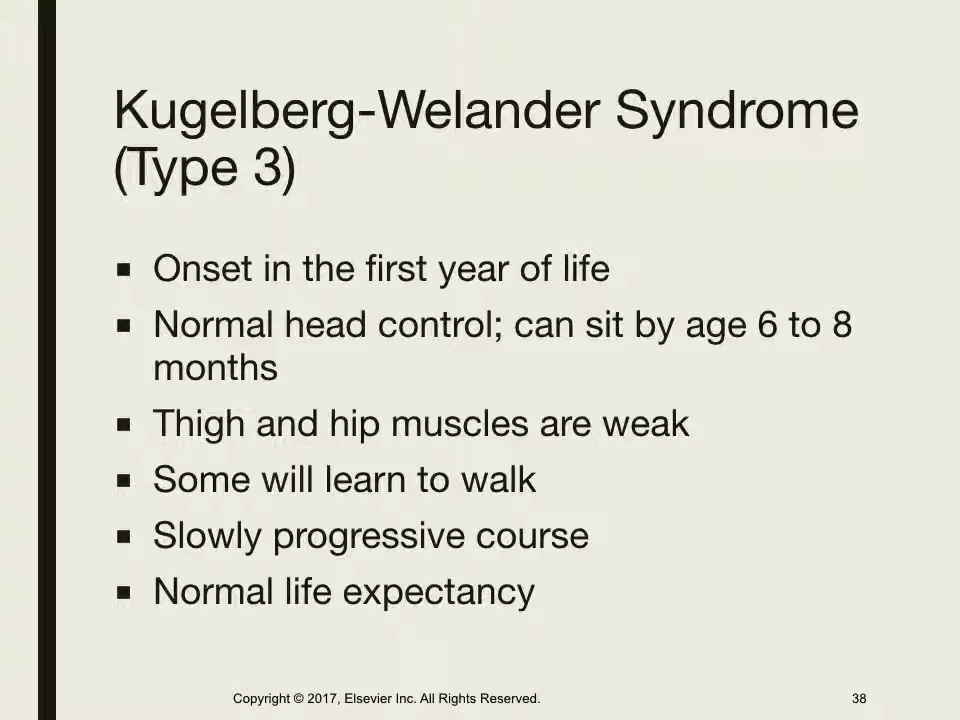 Kugelberg-Welander Syndrome
(Type 3)
▪ Onset in the first year of life
▪ Normal head control; can sit by age 6 to 8
months
▪ Thigh and hip muscles are weak
▪ Some will learn to walk
▪ Slowly progressive course
▪ Normal life expectancy
Copyright © 2017, Elsevier Inc. All Rights Reserved.
38